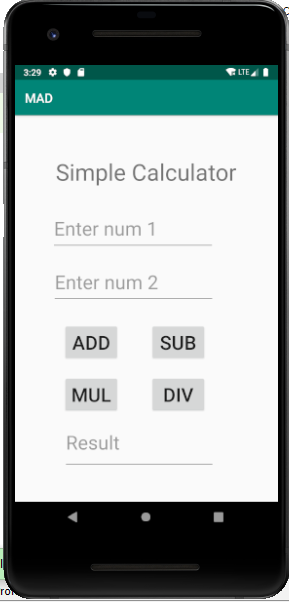 3:29 LTE
MAD
Simple Calculator
Enter num 1
Enter num 2
ADD SUB
MUL DIV
Result